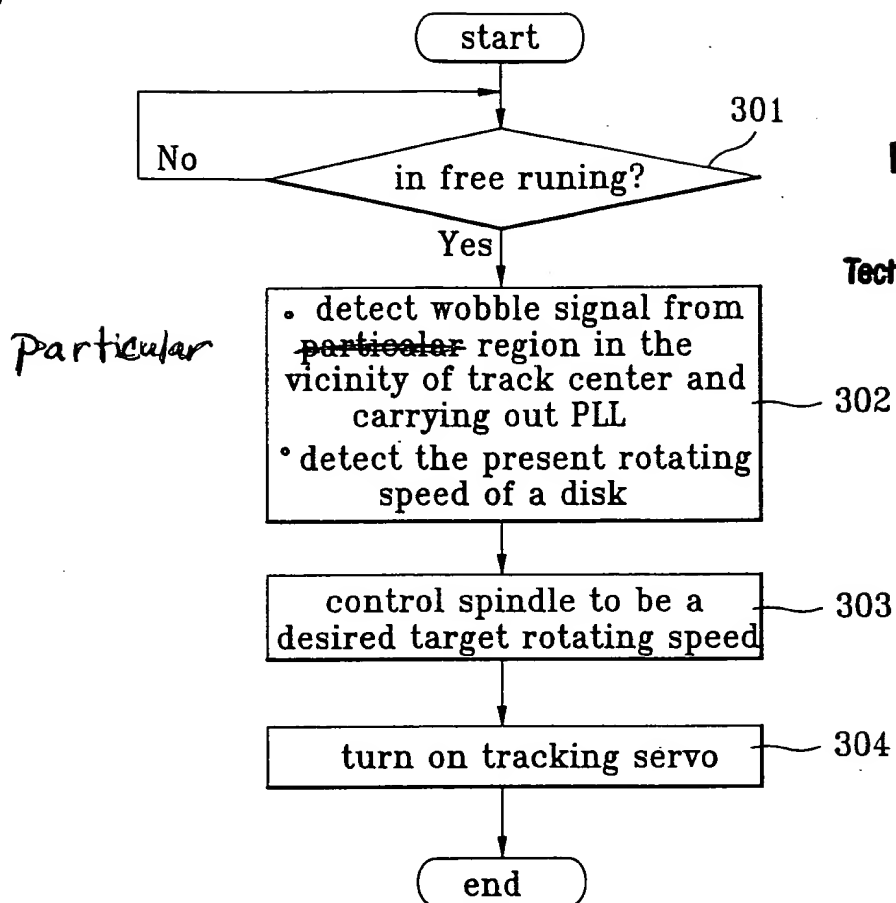 start
301
No
in free runing?
Yes
Tech
• detect wobble signal from
particular
particalar region in the
vicinity of track center and
carrying out PLL
302
° detect the present rotating
speed of a disk
control spindle to be a
303
desired target rotating speed
turn on tracking servo
304
end